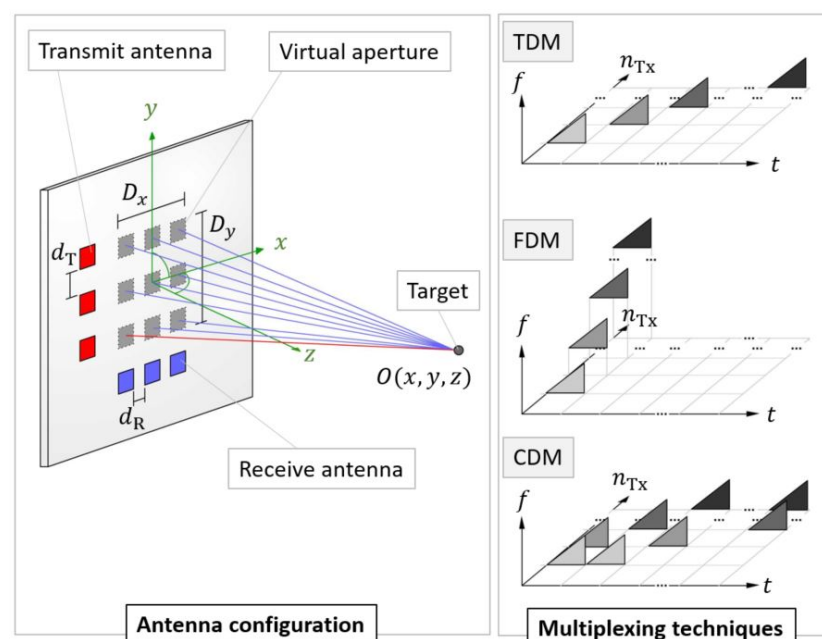 Transmit antenna
Virtual aperture
y
D_x
D_y
x
d_T
Target
z
O(x, y, z)
d_R
Receive antenna
Antenna configuration
TDM
n_Tx
f
...
...
...
t
...
FDM
...
n_Tx
f
...
...
...
t
...
CDM
n_Tx
f
...
...
...
...
t
...
Multiplexing techniques